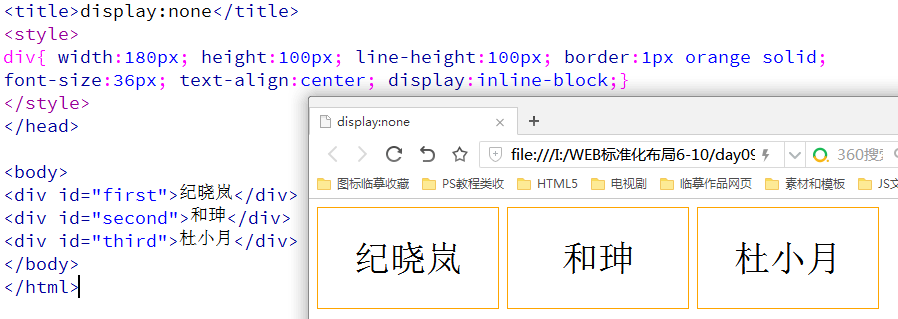 <title>display:none</title>
<style>
div{ width:180px; height:100px; line-height:100px; border:1px orange solid;
font-size:36px; text-align:center; display:inline-block;}
</style>
</head>
<body>
<div id="first">纪晓岚</div>
<div id="second">和珅</div>
<div id="third">杜小月</div>
</body>
</html>
display:none
file:///I:/WEB标准化布局6-10/day09
360搜
图标临摹收藏 PS教程类收 HTML5 电视剧 临摹作品网页 素材和模板 JS文
纪晓岚 和珅 杜小月